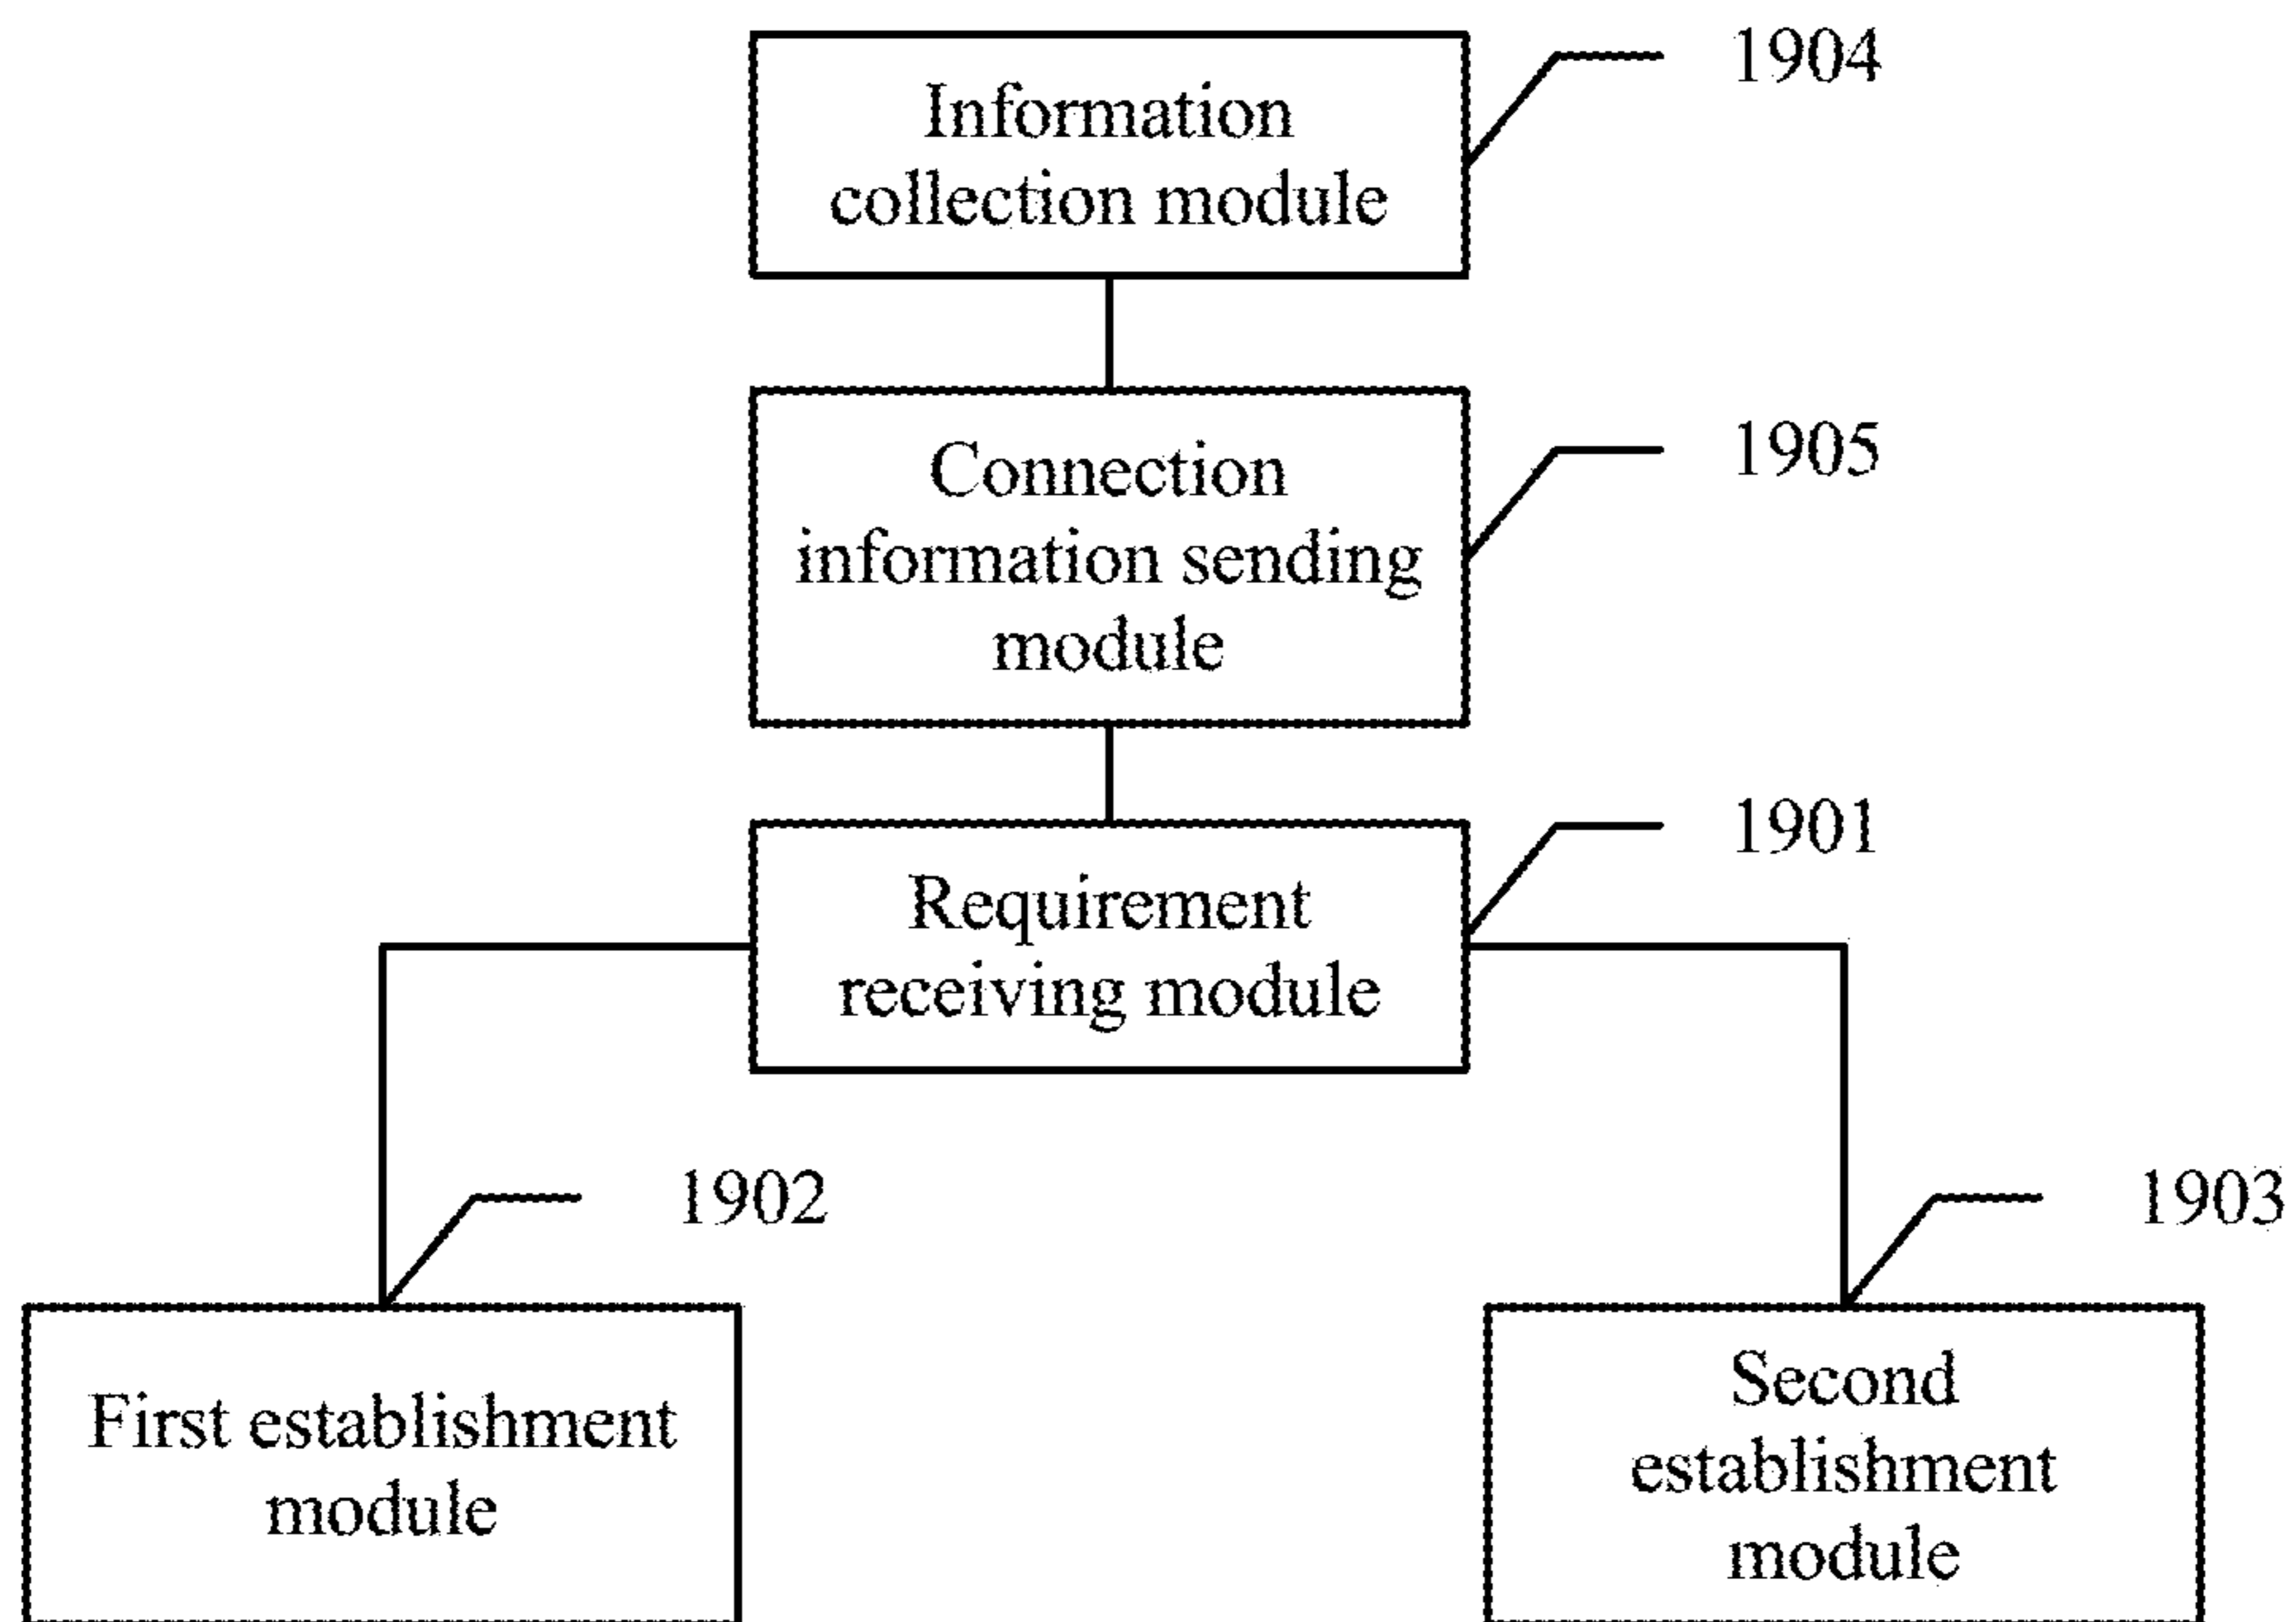 Information
collection module
1904
Connection
information sending
module
1905
Requirement
receiving module
1901
1902
1903
First establishment
module
Second
establishment
module